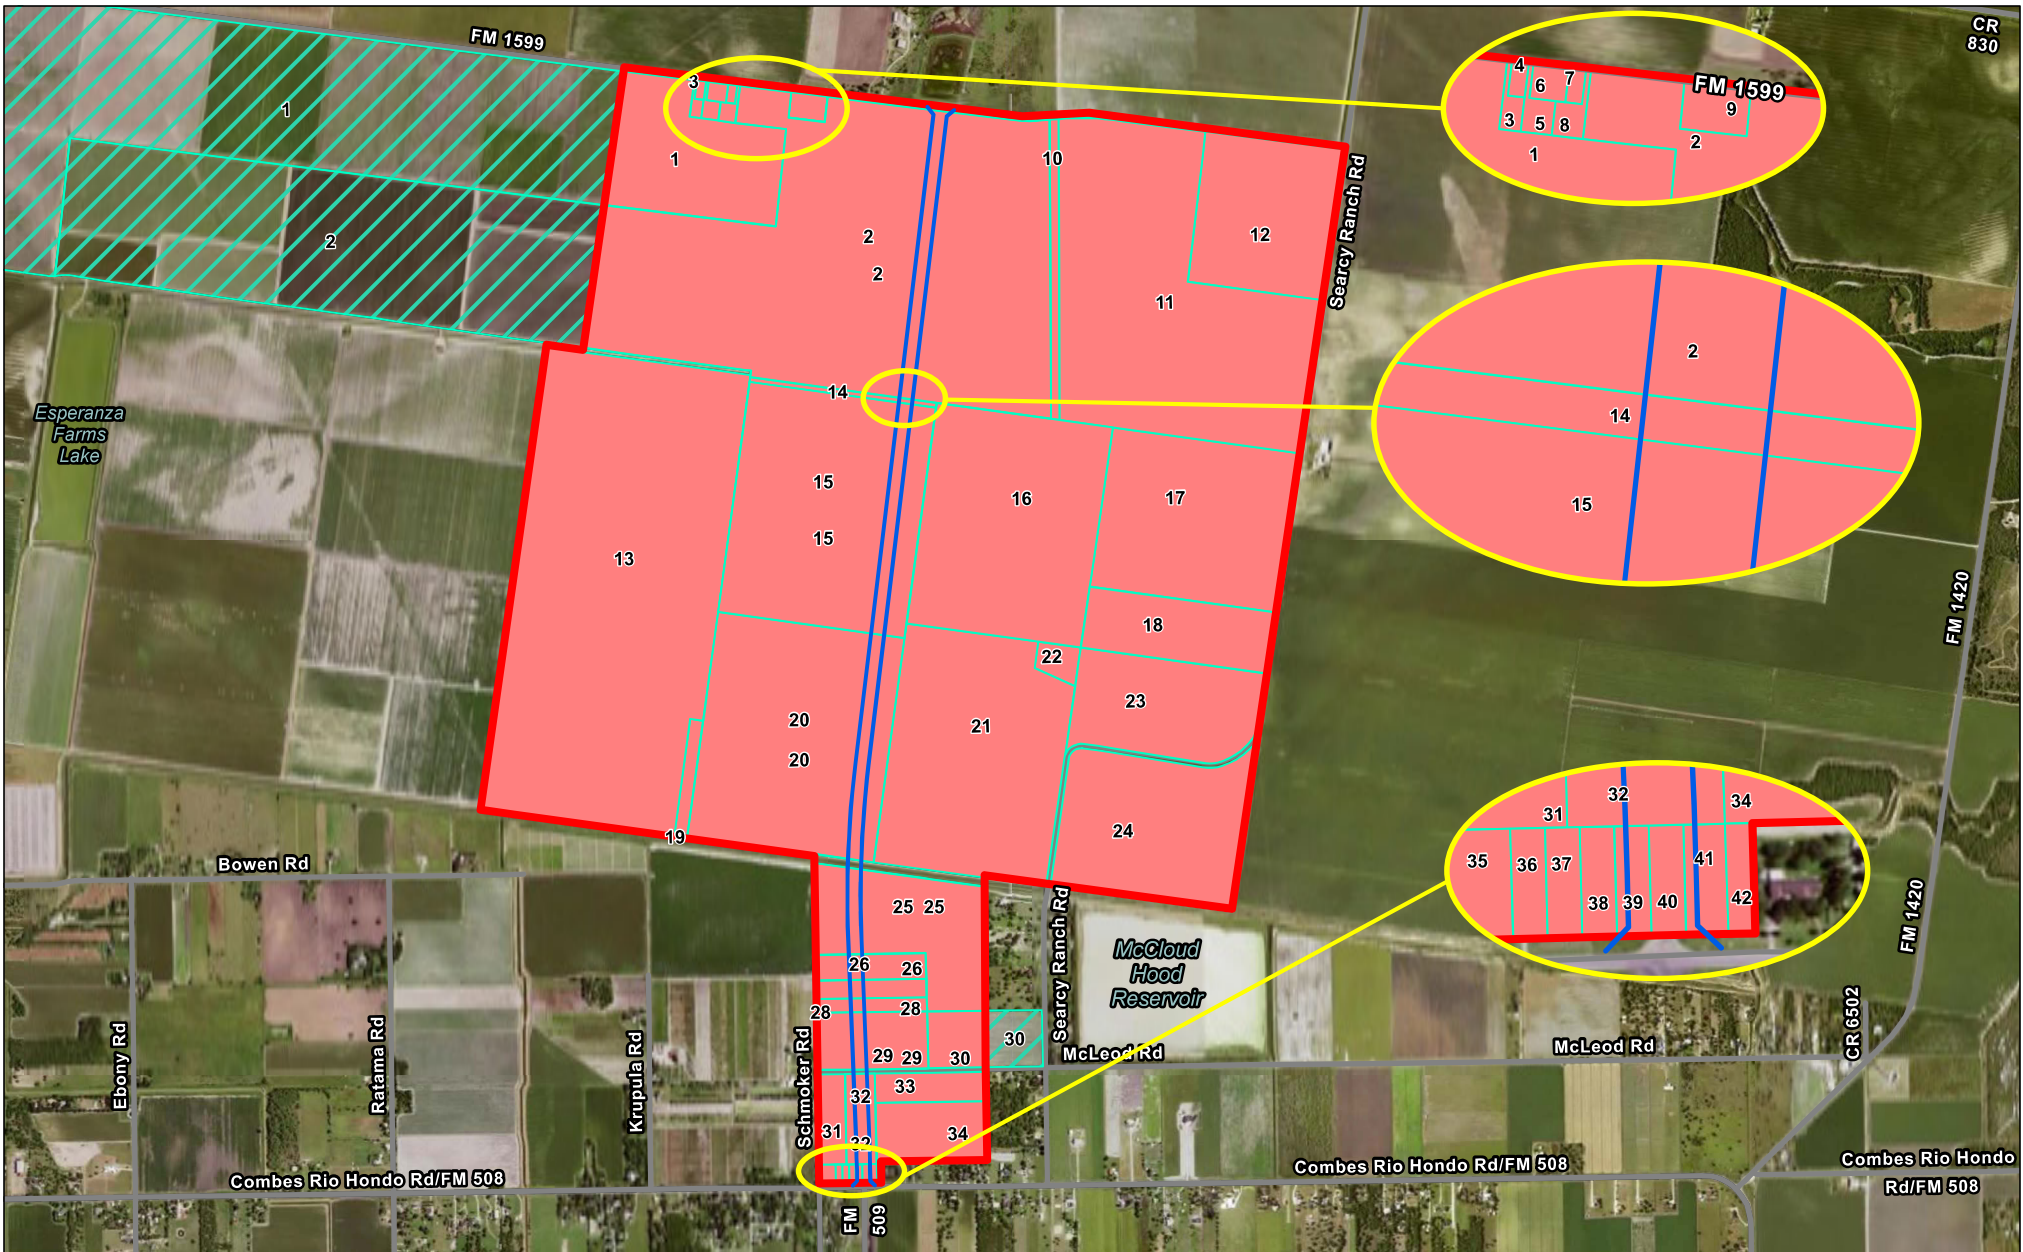 FM 1599
CR
830
3
4
6
7
FM 1599
9
3
5
8
2
1
1
1
10
2
2
12
11
Searcy Ranch Rd
2
2
14
15
14
Esperanza
Farms
Lake
15
15
16
17
13
18
22
23
20
20
21
24
19
FM 1420
32
34
31
35
36
37
41
38
39
40
42
Bowen Rd
25
25
26
26
28
28
29
29
30
30
33
32
31
32
34
Searcy Ranch Rd
McCloud
Hood
Reservoir
FM 1420
CR 6502
McLeod Rd
McLeod Rd
Ebony Rd
Ratama Rd
Krupula Rd
Schmoker Rd
Combes Rio Hondo Rd/FM 508
Combes Rio Hondo Rd/FM 508
Combes Rio Hondo
Rd/FM 508
FM
509